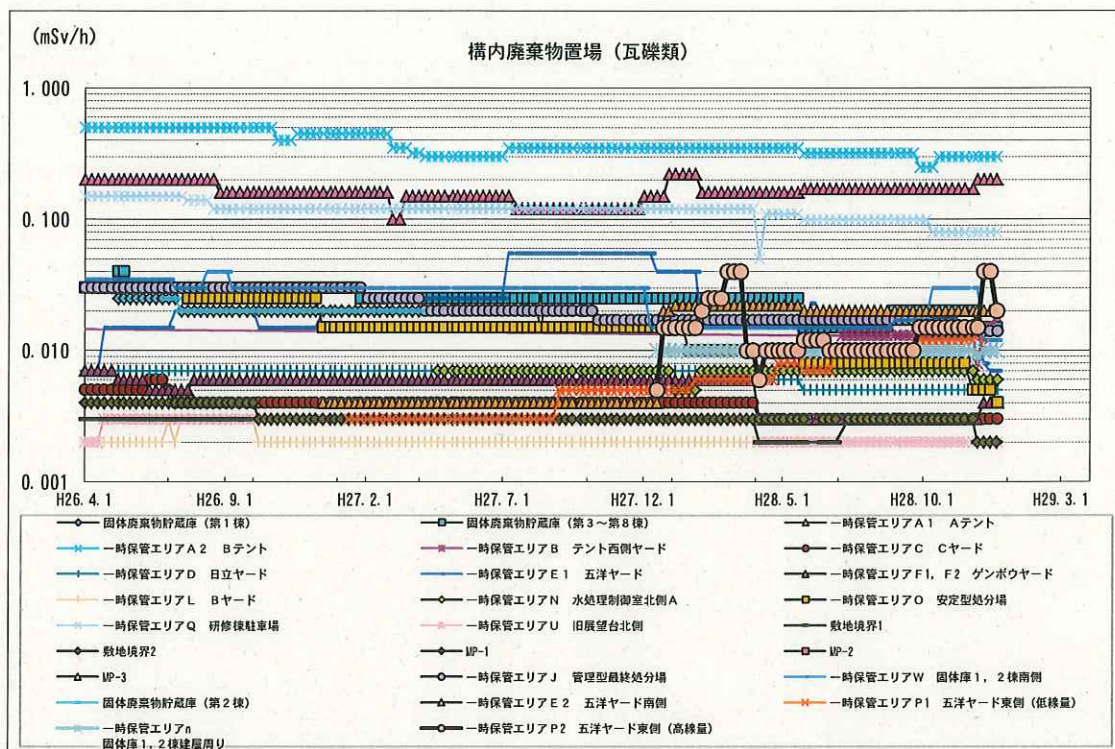 (mSv/h)
構内廃棄物置場（瓦礫類）
1.000
0.100
0.010
0.001
H26.4.1 H26.9.1 H27.2.1 H27.7.1 H27.12.1 H28.5.1 H28.10.1 H29.3.1
固体廃棄物貯蔵庫（第1棟） 固体廃棄物貯蔵庫（第3～第8棟） 一時保管エリアA1 Aテント
一時保管エリアA2 Bテント 一時保管エリアB テント西側ヤード 一時保管エリアC Cヤード
一時保管エリアD 日立ヤード 一時保管エリアE1 五洋ヤード 一時保管エリアF1，F2 ゲンボウヤード
一時保管エリアL Bヤード 一時保管エリアN 水処理制御室北側A 一時保管エリアO 安定型処分場
一時保管エリアQ 研修棟駐車場 一時保管エリアU 旧展望台北側 敷地境界1
敷地境界2 MP-1 MP-2
MP-3 一時保管エリアJ 管理型最終処分場 一時保管エリアW 固体庫1，2棟南側
固体廃棄物貯蔵庫（第2棟） 一時保管エリアE2 五洋ヤード南側 一時保管エリアP1 五洋ヤード東側（低線量）
一時保管エリアn 一時保管エリアP2 五洋ヤード東側（高線量）
固体庫1，2棟建屋周り